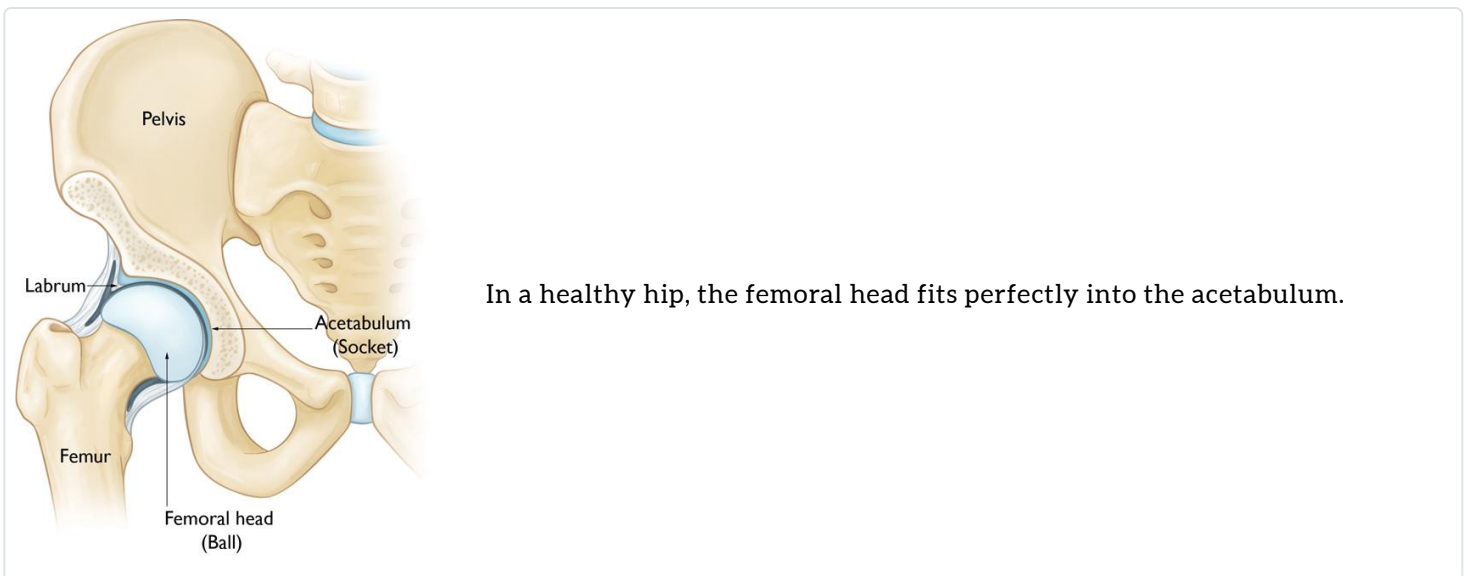 Pelvis
Labrum
Acetabulum
(Socket)
Femur
Femoral head
(Ball)
In a healthy hip, the femoral head fits perfectly into the acetabulum.